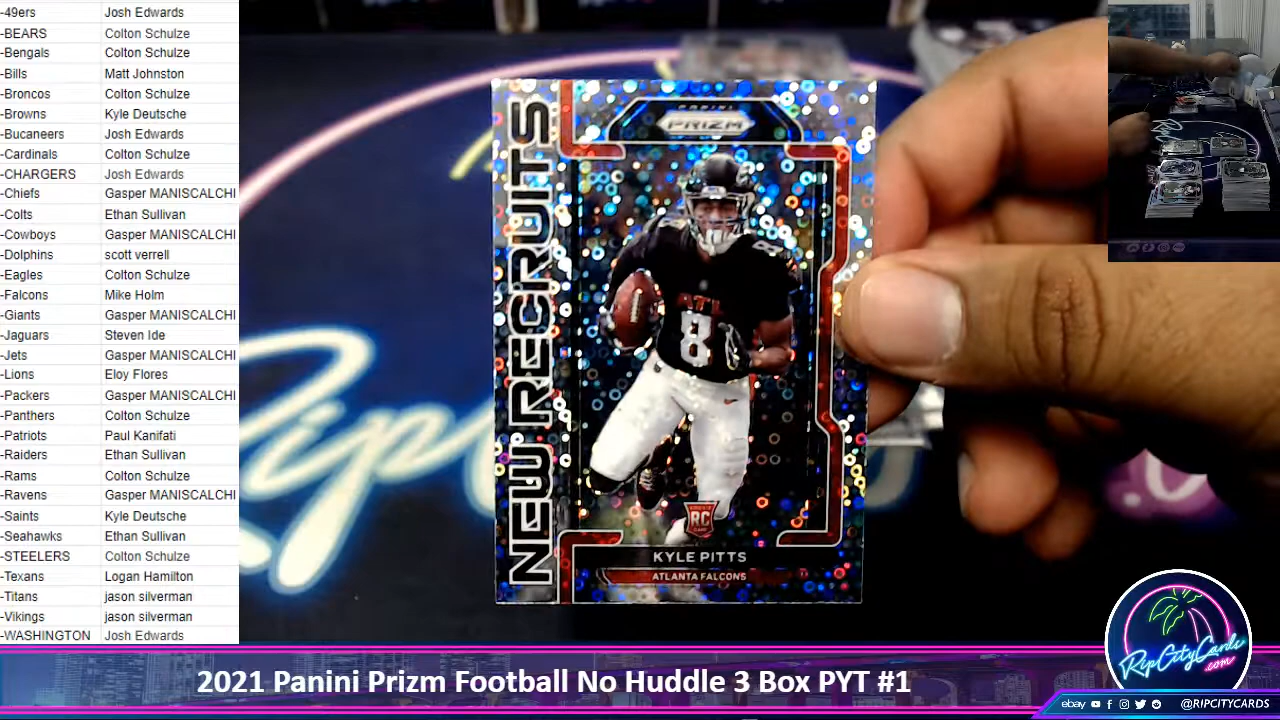 -49ers Josh Edwards
-BEARS Colton Schulze
-Bengals Colton Schulze
-Bills Matt Johnston
-Broncos Colton Schulze
-Browns Kyle Deutsche
-Bucaneers Josh Edwards
-Cardinals Colton Schulze
-CHARGERS Josh Edwards
-Chiefs Gasper MANISCALCHI
-Colts Ethan Sullivan
-Cowboys Gasper MANISCALCHI
-Dolphins scott verrell
-Eagles Colton Schulze
-Falcons Mike Holm
-Giants Gasper MANISCALCHI
-Jaguars Steven Ide
-Jets Gasper MANISCALCHI
-Lions Eloy Flores
-Packers Gasper MANISCALCHI
-Panthers Colton Schulze
-Patriots Paul Kanifati
-Raiders Ethan Sullivan
-Rams Colton Schulze
-Ravens Gasper MANISCALCHI
-Saints Kyle Deutsche
-Seahawks Ethan Sullivan
-STEELERS Colton Schulze
-Texans Logan Hamilton
-Titans jason silverman
-Vikings jason silverman
-WASHINGTON Josh Edwards
NEW RECRUITS
PANINI
PRIZM
ATL
8
RC
KYLE PITTS
ATLANTA FALCONS
RipCityCards
.com
2021 Panini Prizm Football No Huddle 3 Box PYT #1
ebay @RIPCITYCARDS